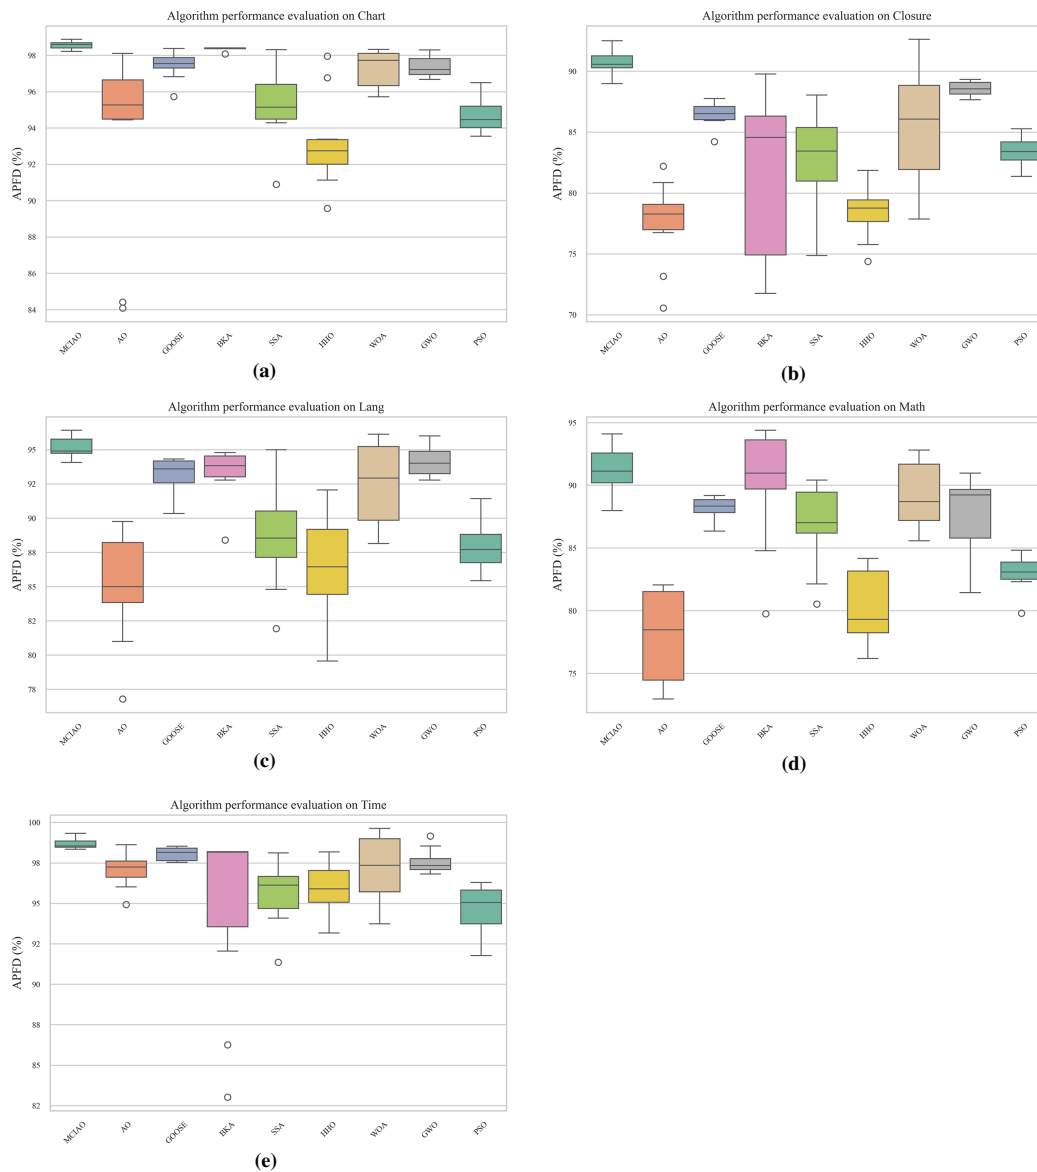 Algorithm performance evaluation on Chart
APFD (%)
98
96
94
92
90
88
86
84
MCIAO AO GOOSE BKA SSA HHO WOA GWO PSO
(a)
Algorithm performance evaluation on Closure
APFD (%)
90
85
80
75
70
MCIAO AO GOOSE BKA SSA HHO WOA GWO PSO
(b)
Algorithm performance evaluation on Lang
APFD (%)
95
92
90
88
85
82
80
78
MCIAO AO GOOSE BKA SSA HHO WOA GWO PSO
(c)
Algorithm performance evaluation on Math
APFD (%)
95
90
85
80
75
MCIAO AO GOOSE BKA SSA HHO WOA GWO PSO
(d)
Algorithm performance evaluation on Time
APFD (%)
100
98
95
92
90
88
85
82
MCIAO AO GOOSE BKA SSA HHO WOA GWO PSO
(e)